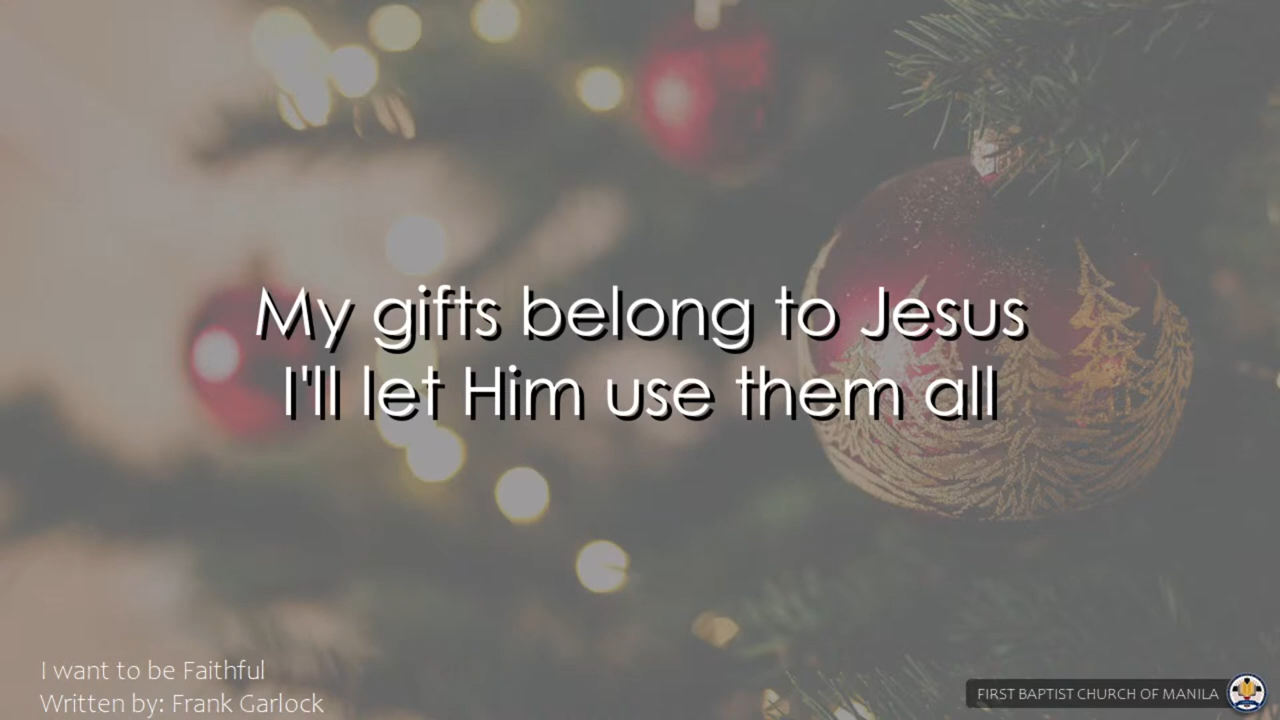 My gifts belong to Jesus
I'll let Him use them all
I want to be Faithful
Written by: Frank Garlock
FIRST BAPTIST CHURCH OF MANILA